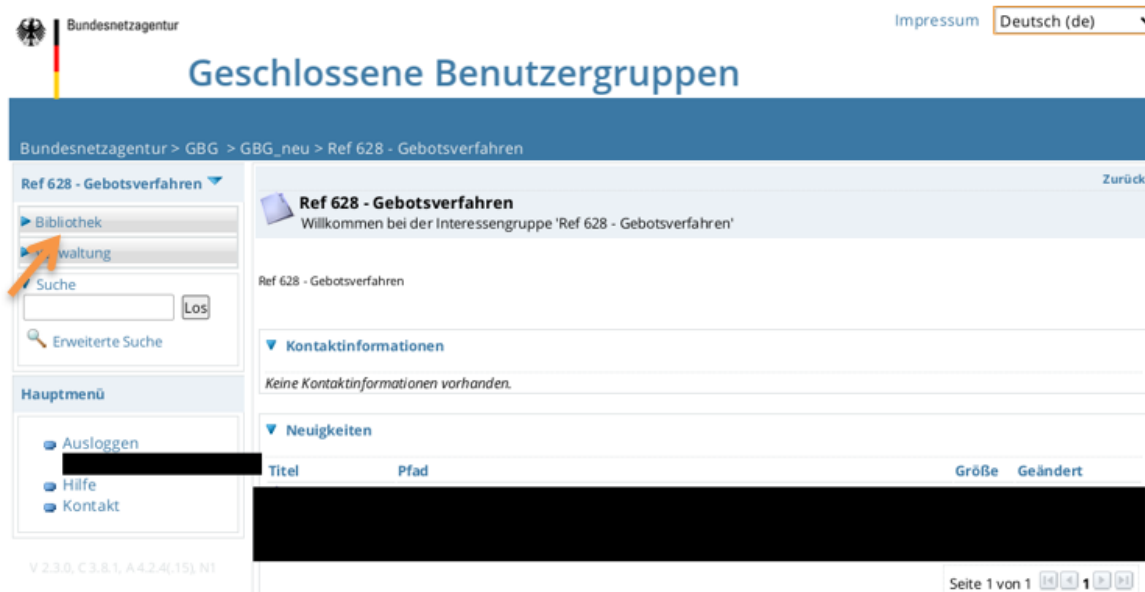 Bundesnetzagentur
Impressum Deutsch (de)
Geschlossene Benutzergruppen
Bundesnetzagentur > GBG > GBG_neu > Ref 628 - Gebotsverfahren
Ref 628 - Gebotsverfahren
Bibliothek
waltung
Suche
Los
Erweiterte Suche
Hauptmenü
Ausloggen
Hilfe
Kontakt
V 2.3.0, C 3.8.1, A 4.2.4(.15), N1
Zurück
Ref 628 - Gebotsverfahren
Willkommen bei der Interessengruppe 'Ref 628 - Gebotsverfahren'
Ref 628 - Gebotsverfahren
Kontaktinformationen
Keine Kontaktinformationen vorhanden.
Neuigkeiten
Titel Pfad Größe Geändert
Seite 1 von 1 1